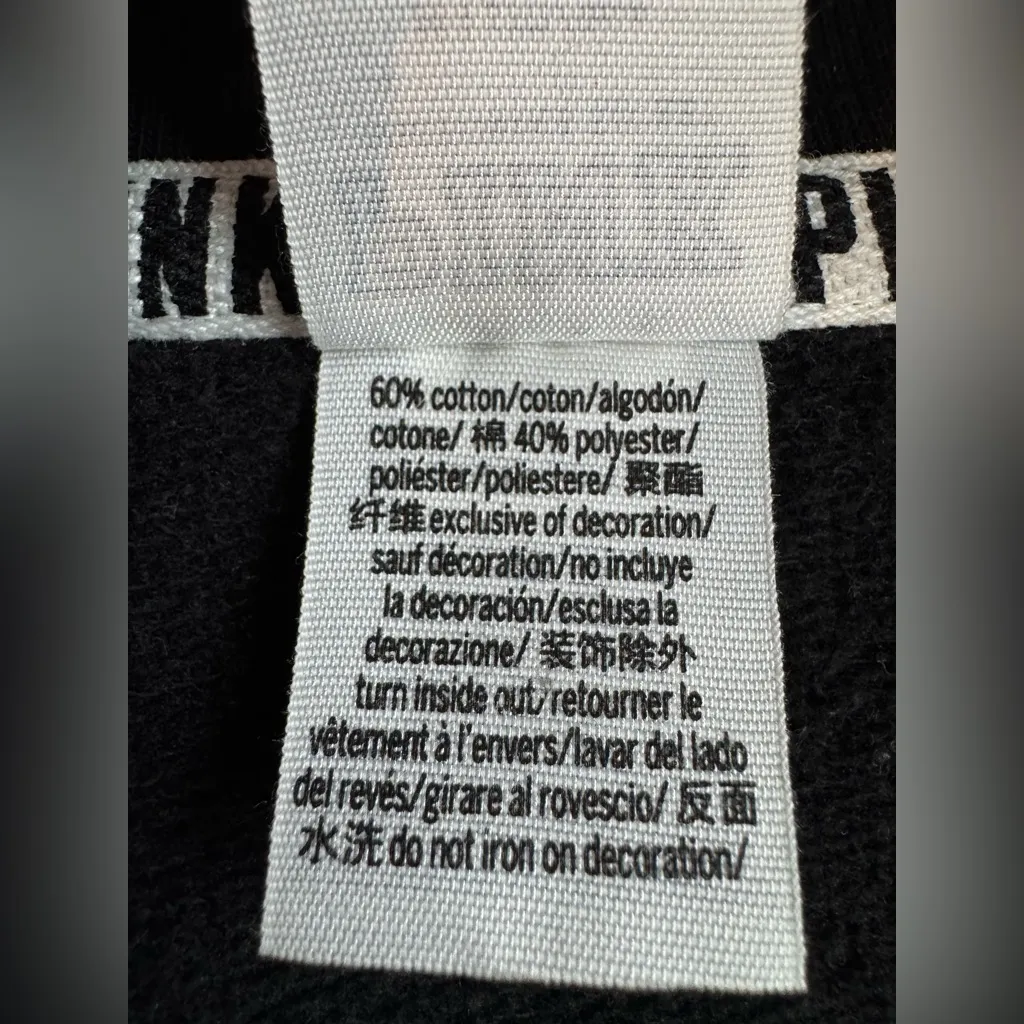 NK
P
60% cotton/coton/algodón/
cotone/ 棉 40% polyester/
poliéster/poliestere/ 聚酯
纤维 exclusive of decoration/
sauf décoration/no incluye
la decoración/esclusa la
decorazione/ 装饰除外
turn inside out/retourner le
vêtement à l'envers/lavar del lado
del revés/girare al rovescio/ 反面
水洗 do not iron on decoration/